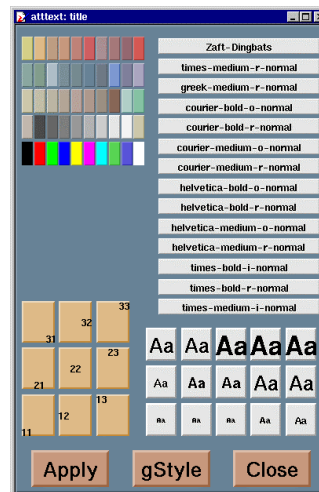 atttext: title
Zaft-Dingbats
times-medium-r-normal
greek-medium-r-normal
courier-bold-o-normal
courier-bold-r-normal
courier-medium-o-normal
courier-medium-r-normal
helvetica-bold-o-normal
helvetica-bold-r-normal
helvetica-medium-o-normal
helvetica-medium-r-normal
times-bold-i-normal
times-bold-r-normal
times-medium-i-normal
31 32 33
21 22 23
11 12 13
Aa Aa Aa Aa Aa
Aa Aa Aa Aa Aa
Aa Aa Aa Aa Aa
Apply gStyle Close